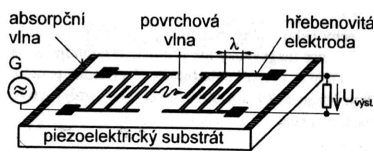 absorpční
vlna
povrchová
vlna
λ
hřebenovitá
elektroda
G
≈
Uvýst.
piezoelektrický substrát